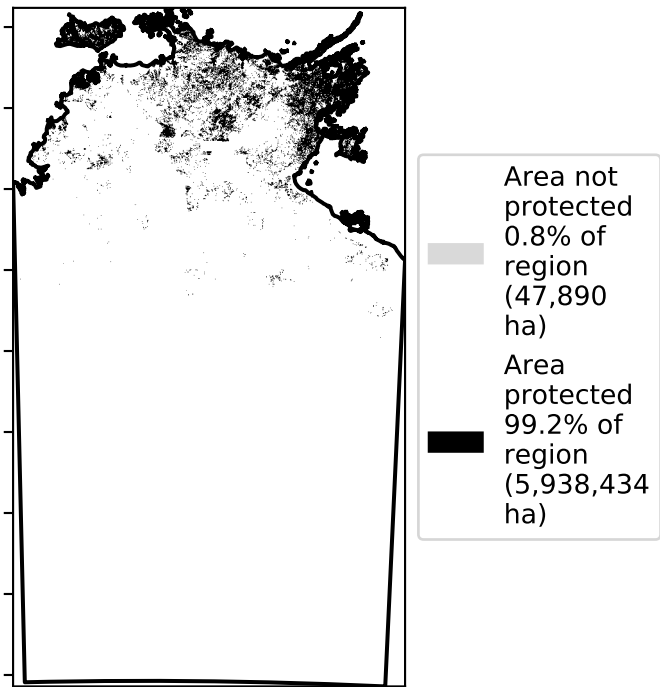 Area not
protected
0.8% of
region
(47,890
ha)
Area
protected
99.2% of
region
(5,938,434
ha)